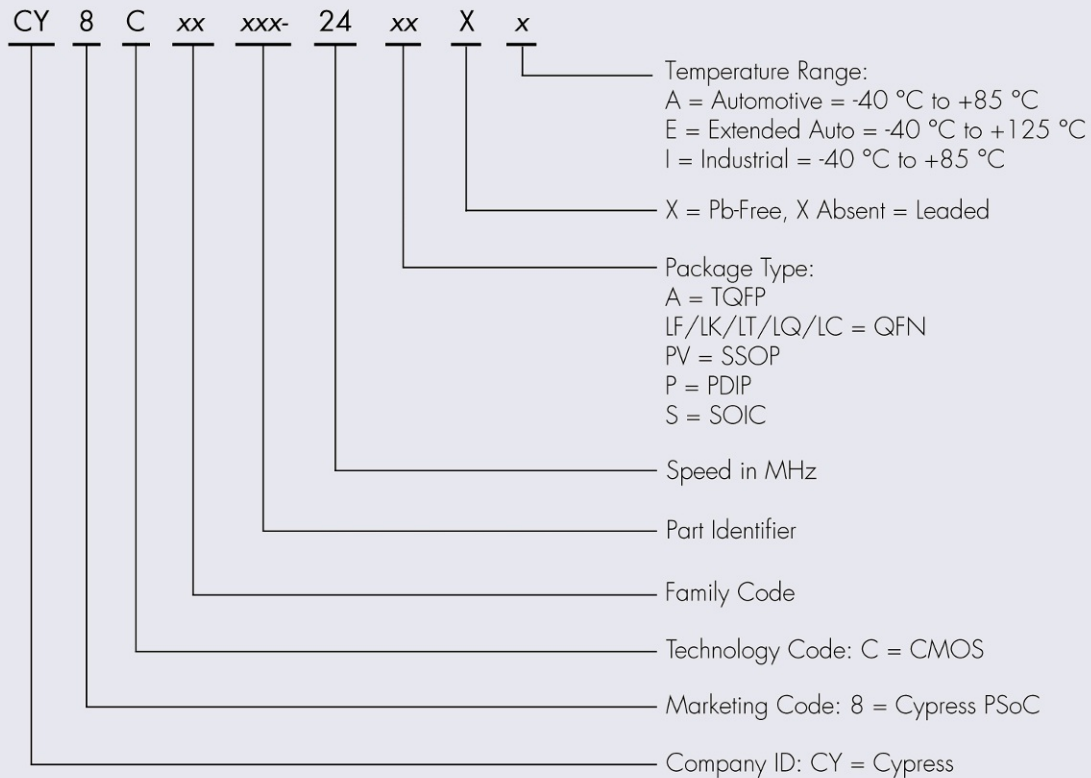 CY 8 C xx xxx- 24 xx X x
Temperature Range:
A = Automotive = -40 °C to +85 °C
E = Extended Auto = -40 °C to +125 °C
I = Industrial = -40 °C to +85 °C
X = Pb-Free, X Absent = Leaded
Package Type:
A = TQFP
LF/LK/LT/LQ/LC = QFN
PV = SSOP
P = PDIP
S = SOIC
Speed in MHz
Part Identifier
Family Code
Technology Code: C = CMOS
Marketing Code: 8 = Cypress PSoC
Company ID: CY = Cypress